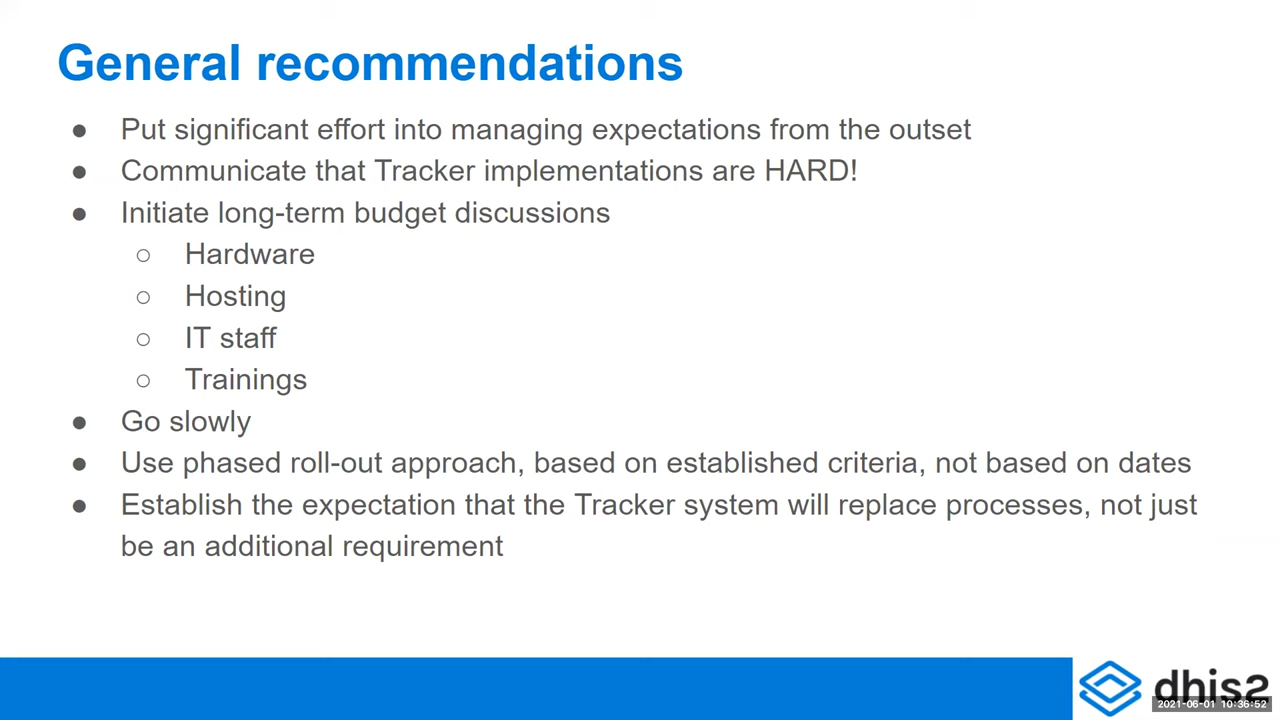 General recommendations
● Put significant effort into managing expectations from the outset
● Communicate that Tracker implementations are HARD!
● Initiate long-term budget discussions
○ Hardware
○ Hosting
○ IT staff
○ Trainings
● Go slowly
● Use phased roll-out approach, based on established criteria, not based on dates
● Establish the expectation that the Tracker system will replace processes, not just
be an additional requirement
dhis2
2021-06-01 10:36:52